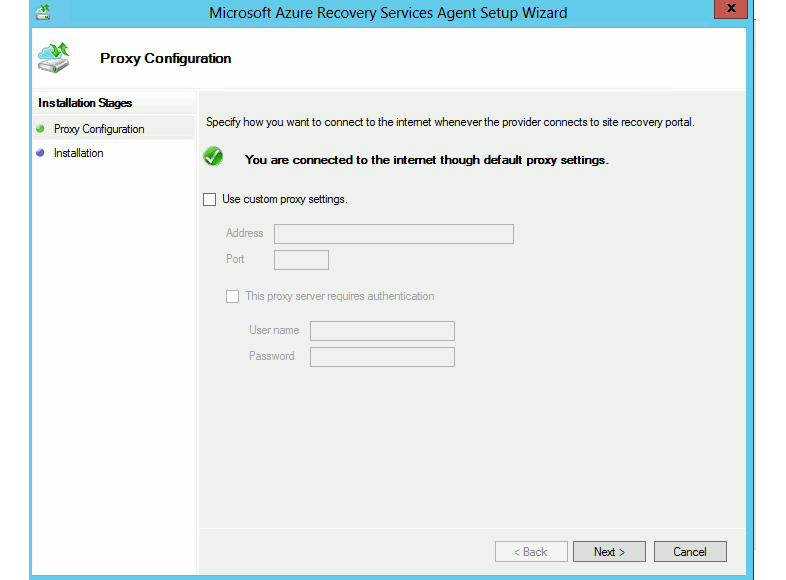 Microsoft Azure Recovery Services Agent Setup Wizard
x
Proxy Configuration
Installation Stages
Proxy Configuration
Installation
Specify how you want to connect to the internet whenever the provider connects to site recovery portal.
You are connected to the internet though default proxy settings.
Use custom proxy settings.
Address
Port
This proxy server requires authentication
User name
Password
< Back
Next >
Cancel